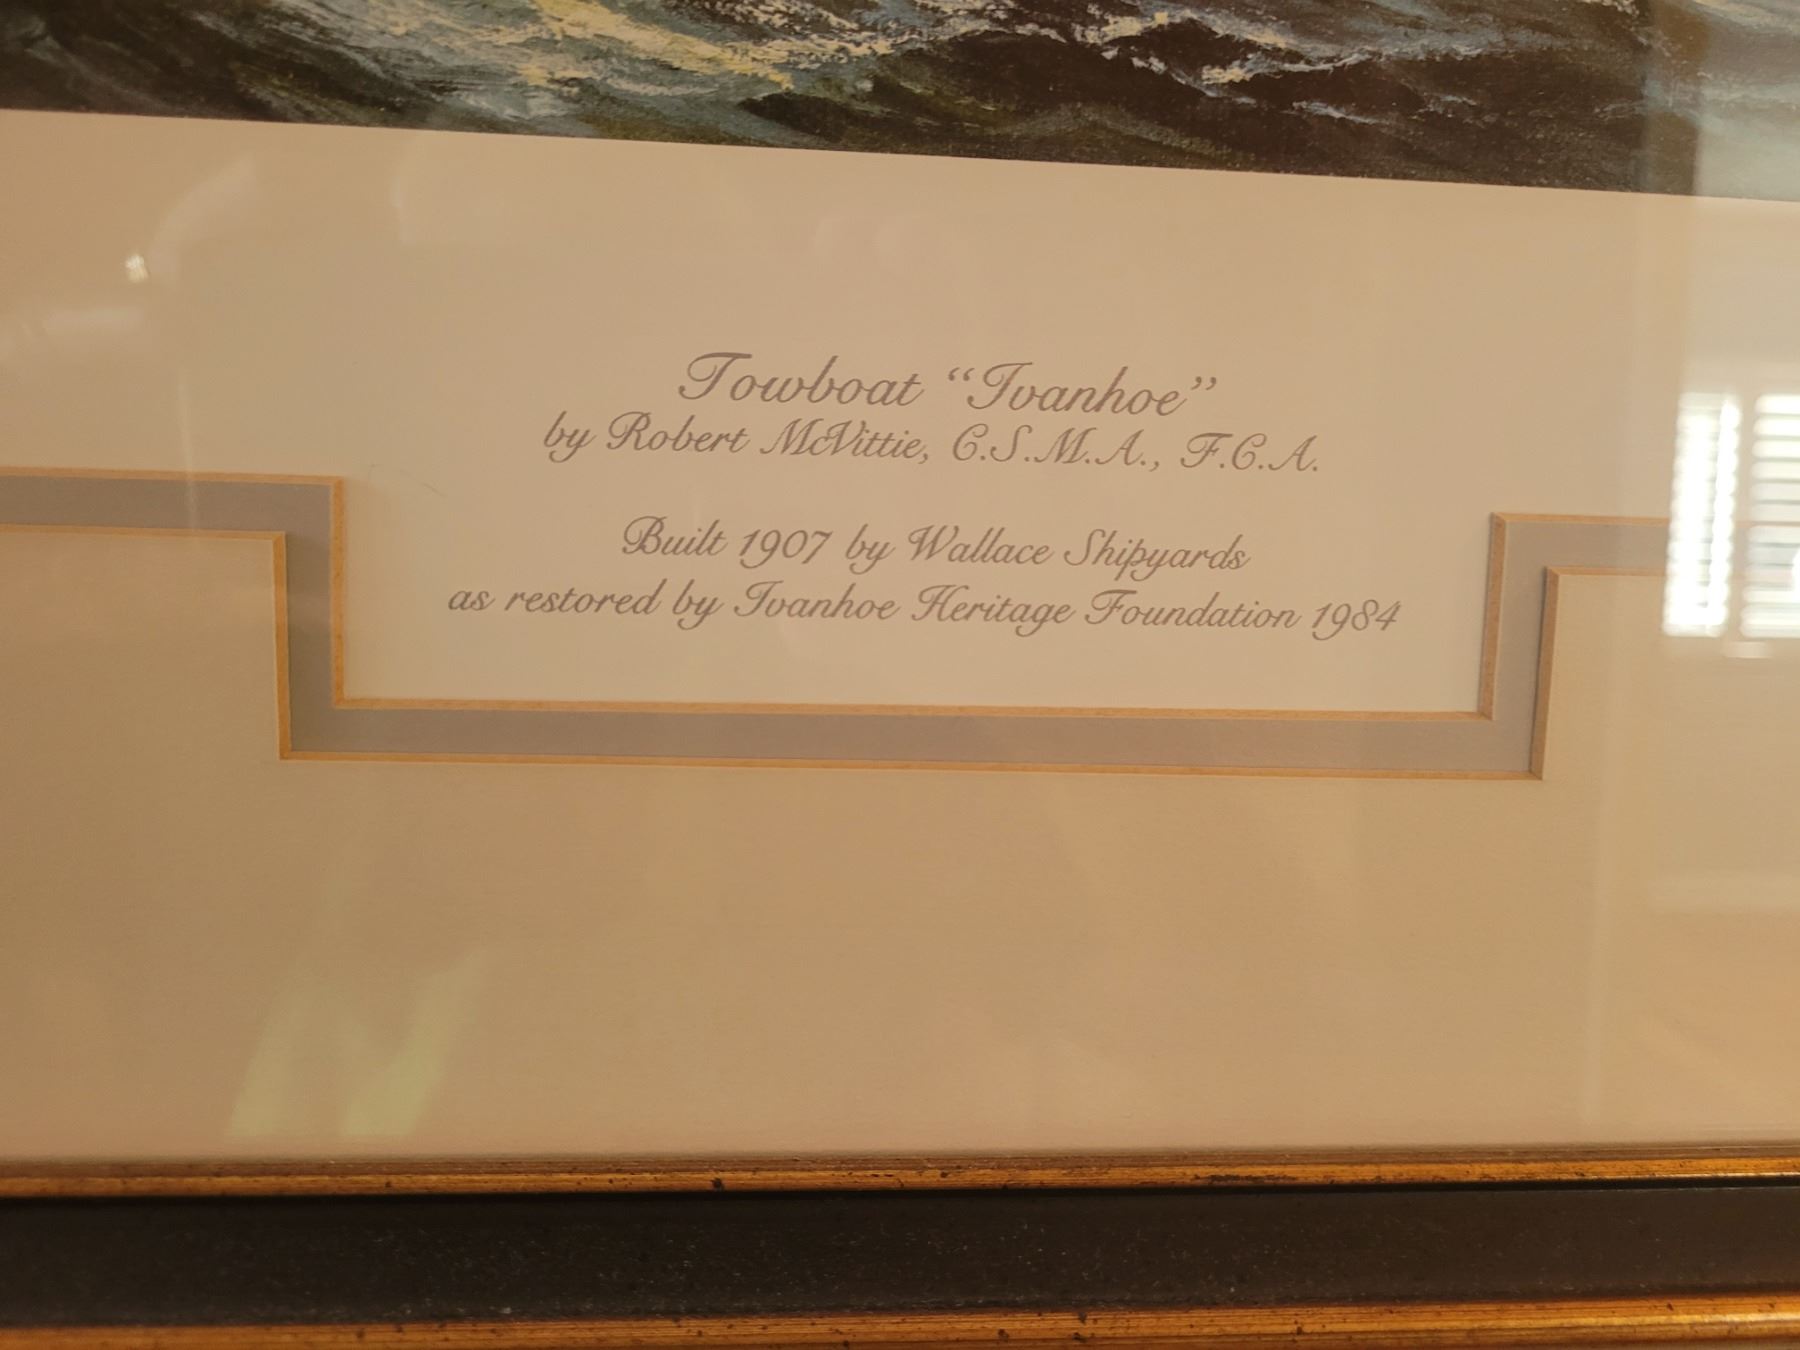 Towboat “Ivanhoe”
by Robert McVittie, C.S.M.A., F.C.A.
Built 1907 by Wallace Shipyards
as restored by Ivanhoe Heritage Foundation 1984